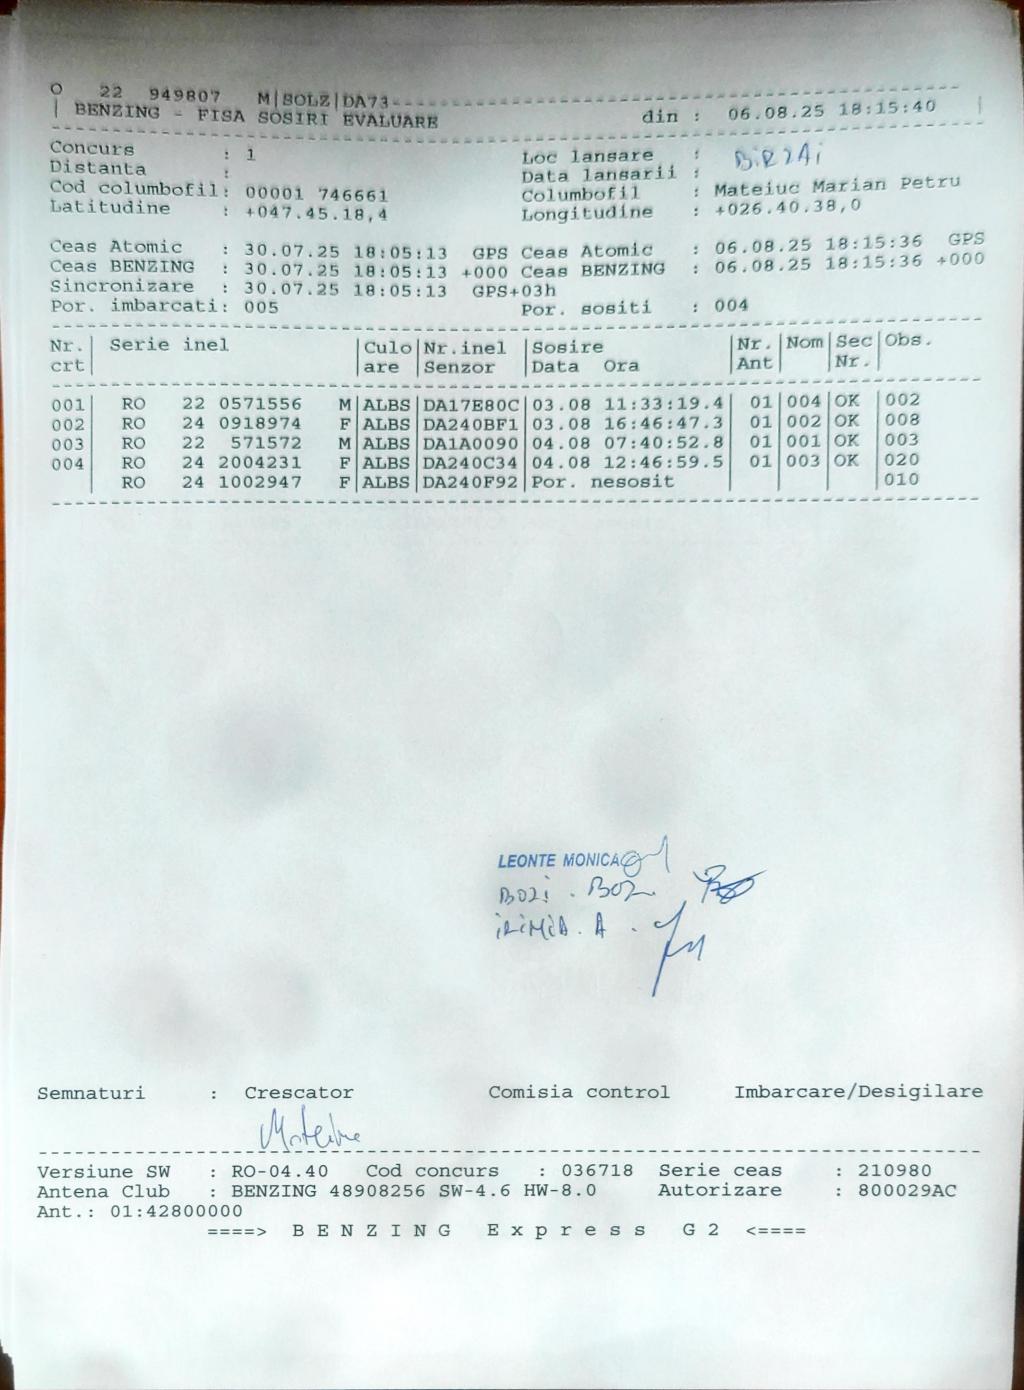 O 22 949807 M|SOLZ|DA73
BENZING - FISA SOSIRI EVALUARE din : 06.08.25 18:15:40
Concurs : 1 Loc lansare : BiRZAi
Distanta : Data lansarii :
Cod columbofil: 00001 746661 Columbofil : Mateiuc Marian Petru
Latitudine : +047.45.18,4 Longitudine : +026.40.38,0
Ceas Atomic : 30.07.25 18:05:13 GPS Ceas Atomic : 06.08.25 18:15:36 GPS
Ceas BENZING : 30.07.25 18:05:13 +000 Ceas BENZING : 06.08.25 18:15:36 +000
Sincronizare : 30.07.25 18:05:13 GPS+03h
Por. imbarcati: 005 Por. sositi : 004
Nr. | Serie inel |Culo|Nr.inel |Sosire |Nr.|Nom|Sec|Obs.
crt| |are |Senzor |Data Ora |Ant| |Nr.|
001| RO 22 0571556 M|ALBS|DA17E80C|03.08 11:33:19.4| 01|004|OK |002
002| RO 24 0918974 F|ALBS|DA240BF1|03.08 16:46:47.3| 01|002|OK |008
003| RO 22 571572 M|ALBS|DA1A0090|04.08 07:40:52.8| 01|001|OK |003
004| RO 24 2004231 F|ALBS|DA240C34|04.08 12:46:59.5| 01|003|OK |020
| RO 24 1002947 F|ALBS|DA240F92|Por. nesosit | | | |010
LEONTE MONICA
BOZi . BOZ
iRiMiA . A .
Semnaturi : Crescator Comisia control Imbarcare/Desigilare
Versiune SW : RO-04.40 Cod concurs : 036718 Serie ceas : 210980
Antena Club : BENZING 48908256 SW-4.6 HW-8.0 Autorizare : 800029AC
Ant.: 01:42800000
====> B E N Z I N G E x p r e s s G 2 <====